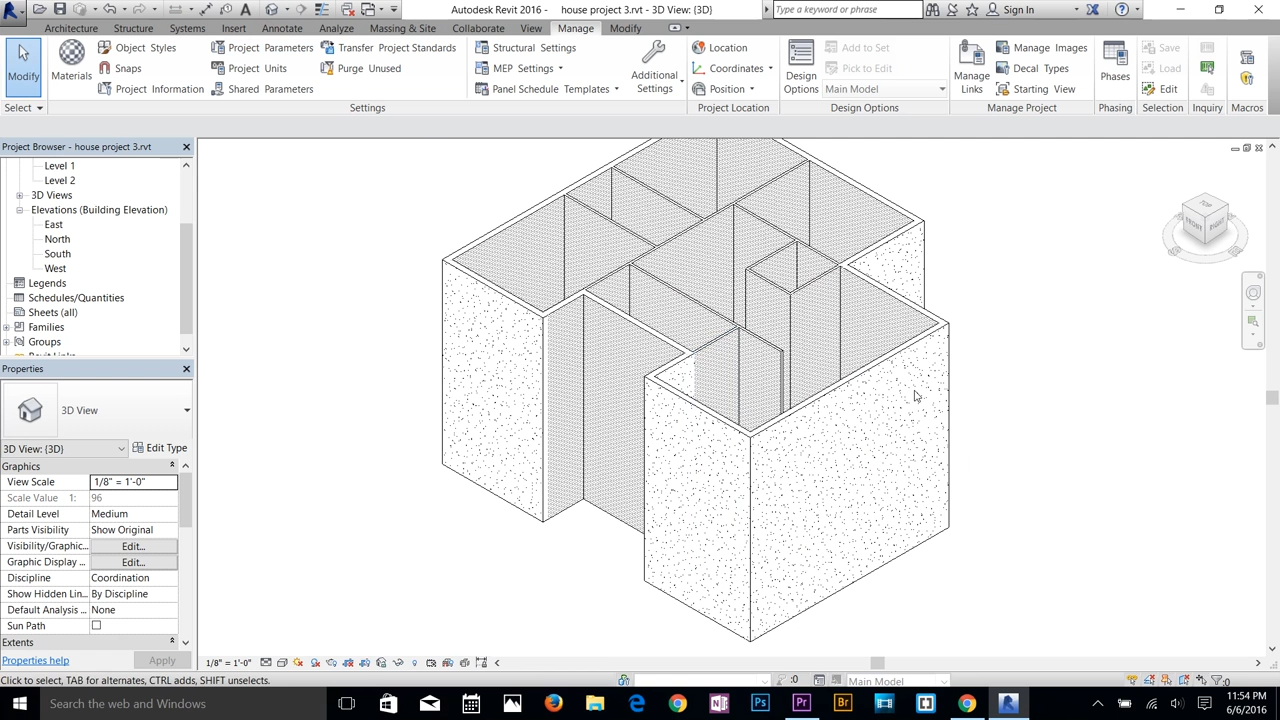 Autodesk Revit 2016 - house project 3.rvt - 3D View: {3D}
Type a keyword or phrase
Sign In
Architecture Structure Systems Insert Annotate Analyze Massing & Site Collaborate View Manage Modify
Modify
Materials
Object Styles
Snaps
Project Information
Project Parameters
Project Units
Shared Parameters
Transfer Project Standards
Purge Unused
Structural Settings
MEP Settings
Panel Schedule Templates
Additional Settings
Location
Coordinates
Position
Design Options
Add to Set
Pick to Edit
Main Model
Manage Links
Manage Images
Decal Types
Starting View
Phases
Save
Load
Edit
Select
Settings
Project Location
Design Options
Manage Project
Phasing
Selection
Inquiry
Macros
Project Browser - house project 3.rvt
Level 1
Level 2
3D Views
Elevations (Building Elevation)
East
North
South
West
Legends
Schedules/Quantities
Sheets (all)
Families
Groups
Revit Links
Properties
3D View
3D View: {3D}
Edit Type
Graphics
View Scale 1/8" = 1'-0"
Scale Value 1: 96
Detail Level Medium
Parts Visibility Show Original
Visibility/Graphic... Edit...
Graphic Display ... Edit...
Discipline Coordination
Show Hidden Lin... By Discipline
Default Analysis ... None
Sun Path
Extents
Properties help
Apply
TOP
FRONT
RIGHT
1/8" = 1'-0"
Click to select, TAB for alternates, CTRL adds, SHIFT unselects.
:0
Main Model
:0
Search the web and Windows
11:54 PM
6/6/2016